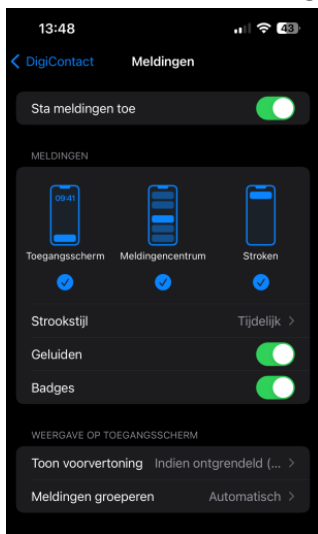 13:48
43
DigiContact Meldingen
Sta meldingen toe
MELDINGEN
09:41
Toegangsscherm Meldingencentrum Stroken
Strookstijl Tijdelijk
Geluiden
Badges
WEERGAVE OP TOEGANGSSCHERM
Toon voorvertoning Indien ontgrendeld (...
Meldingen groeperen Automatisch